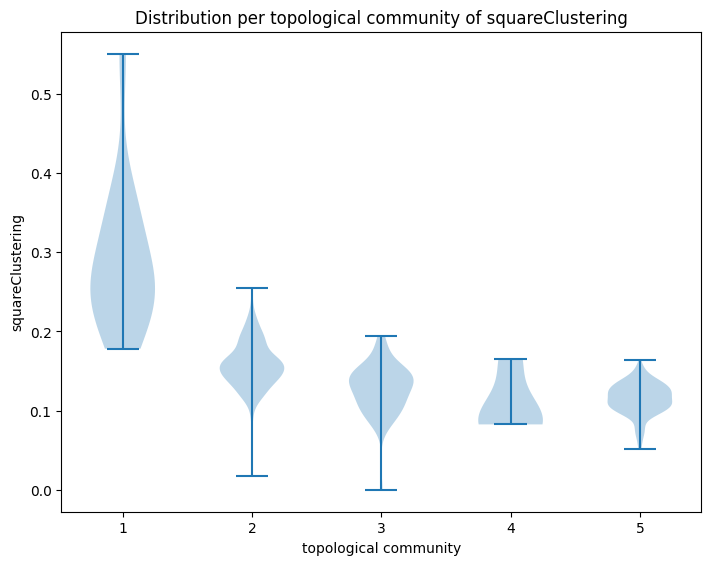 Distribution per topological community of squareClustering
squareClustering
0.5
0.4
0.3
0.2
0.1
0.0
1 2 3 4 5
topological community